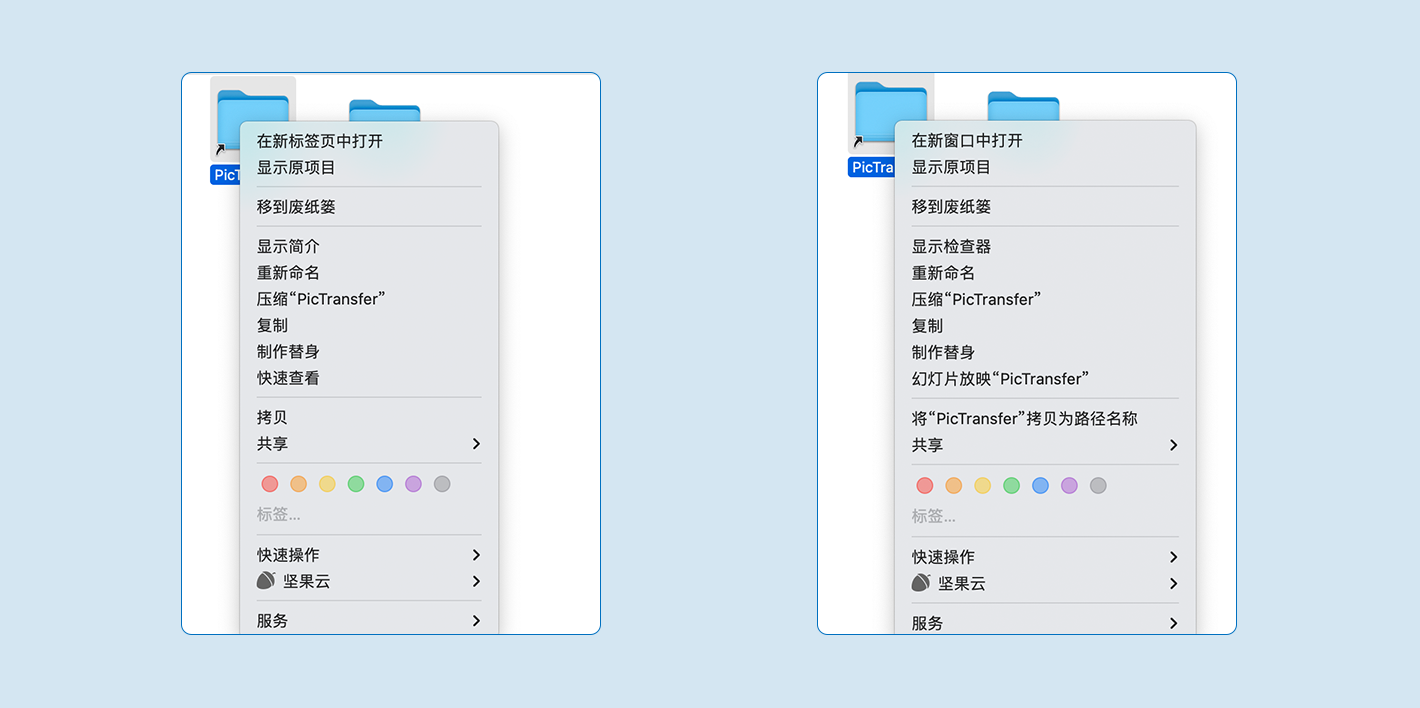 PicT
在新标签页中打开
显示原项目
移到废纸篓
显示简介
重新命名
压缩“PicTransfer”
复制
制作替身
快速查看
拷贝
共享
标签...
快速操作
坚果云
服务
PicTra
在新窗口中打开
显示原项目
移到废纸篓
显示检查器
重新命名
压缩“PicTransfer”
复制
制作替身
幻灯片放映“PicTransfer”
将“PicTransfer”拷贝为路径名称
共享
标签...
快速操作
坚果云
服务